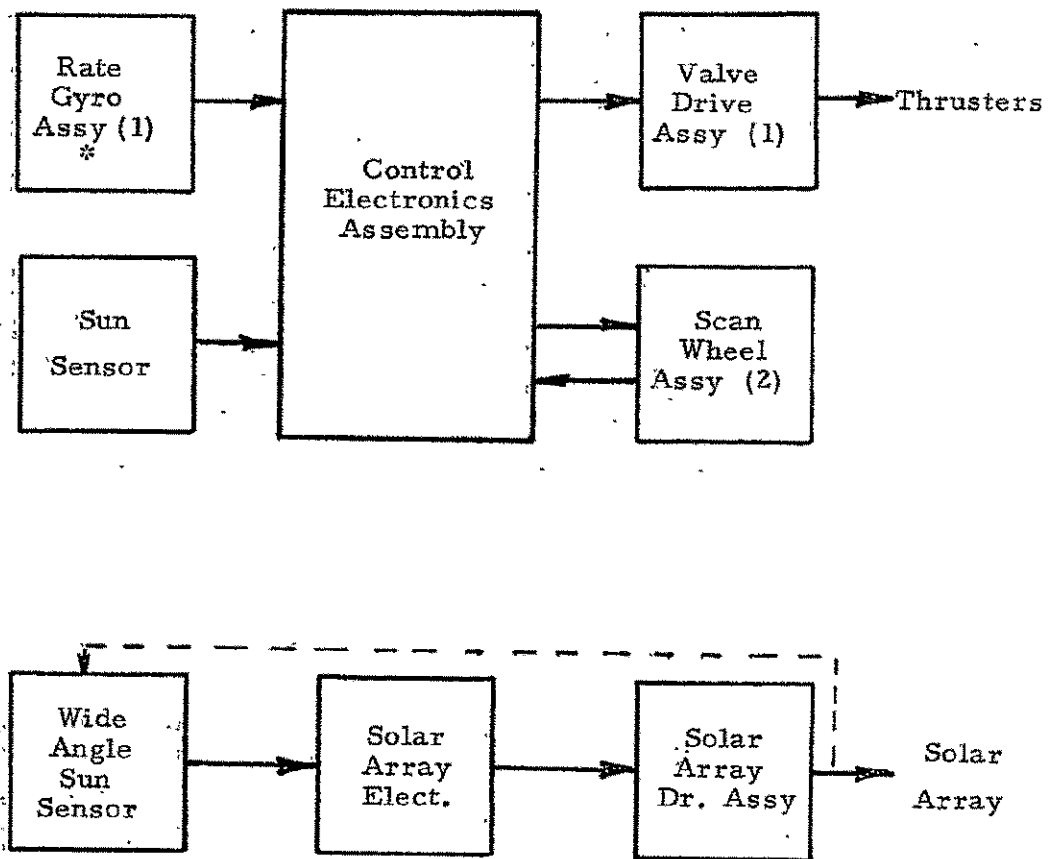 Rate
Gyro
Assy (1)
*
Control
Electronics
Assembly
Valve
Drive
Assy (1)
Thrusters
Sun
Sensor
Scan
Wheel
Assy (2)
Wide
Angle
Sun
Sensor
Solar
Array
Elect.
Solar
Array
Dr. Assy
Solar
Array